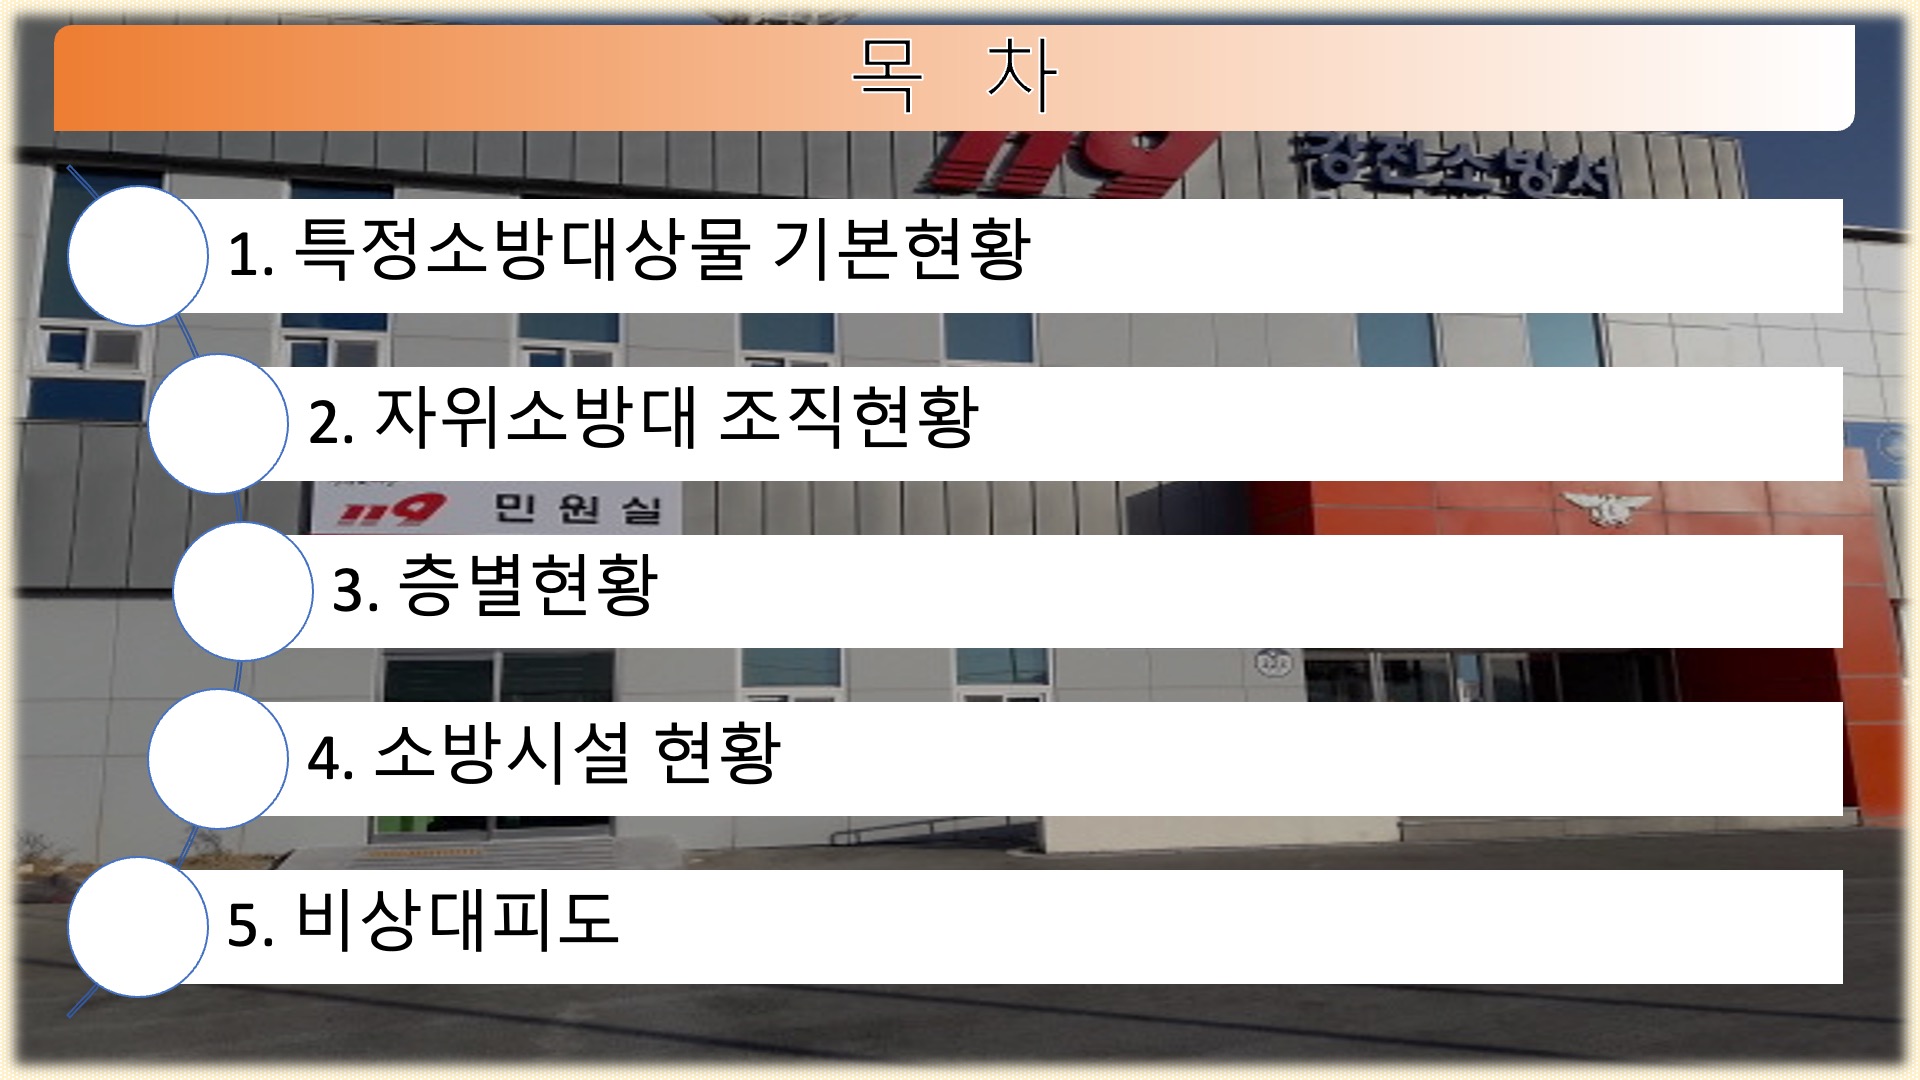 목 차
119 강진소방서
1. 특정소방대상물 기본현황
2. 자위소방대 조직현황
119 민원실
3. 층별현황
4. 소방시설 현황
5. 비상대피도